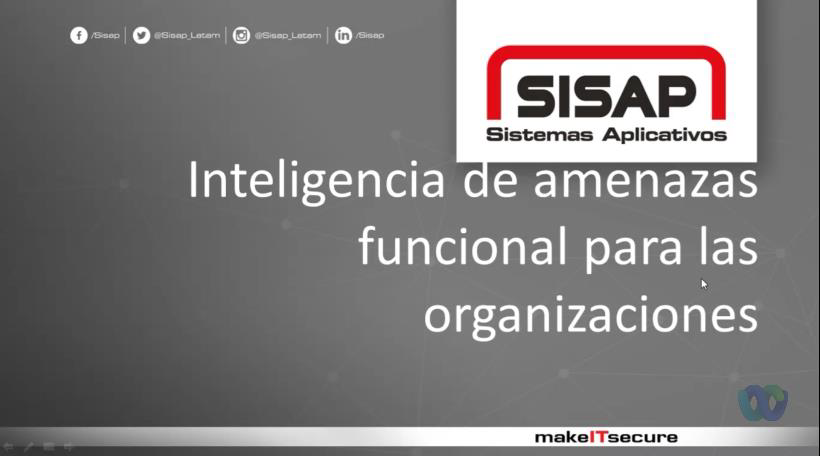 /Sisap @Sisap_Latam @Sisap_Latam /Sisap
SISAP
Sistemas Aplicativos
Inteligencia de amenazas
funcional para las
organizaciones
makeITsecure